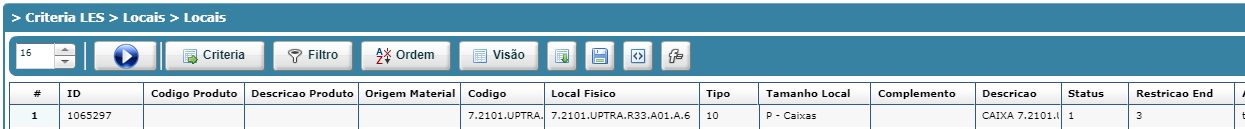 > Criteria LES > Locais > Locais
16 Criteria Filtro Ordem Visão
# ID Codigo Produto Descricao Produto Origem Material Codigo Local Fisico Tipo Tamanho Local Complemento Descricao Status Restricao End
1 1065297 7.2101.UPTRA. 7.2101.UPTRA.R33.A01.A.6 10 P - Caixas CAIXA 7.2101. 1 3